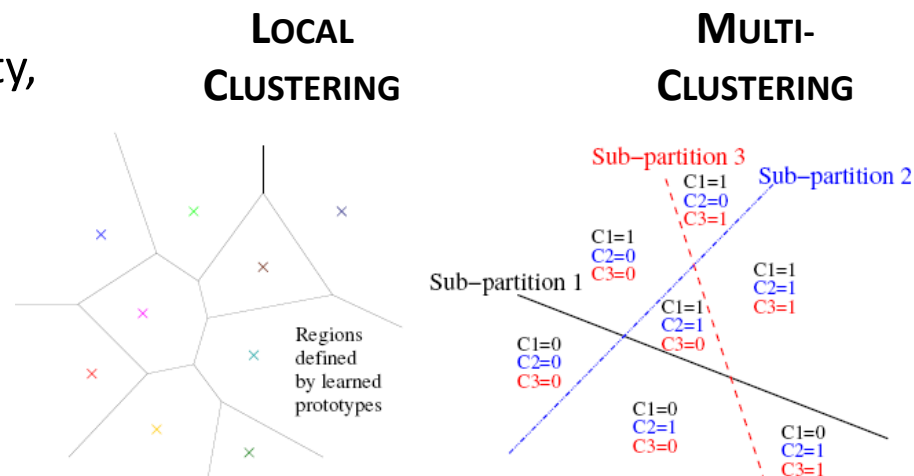 ty,
LOCAL
CLUSTERING
MULTI-
CLUSTERING
Regions
defined
by learned
prototypes
Sub-partition 3
Sub-partition 2
C1=1
C2=0
C3=1
C1=1
C2=0
C3=0
Sub-partition 1
C1=1
C2=1
C3=1
C1=1
C2=1
C3=0
C1=0
C2=0
C3=0
C1=0
C2=1
C3=0
C1=0
C2=1
C3=1